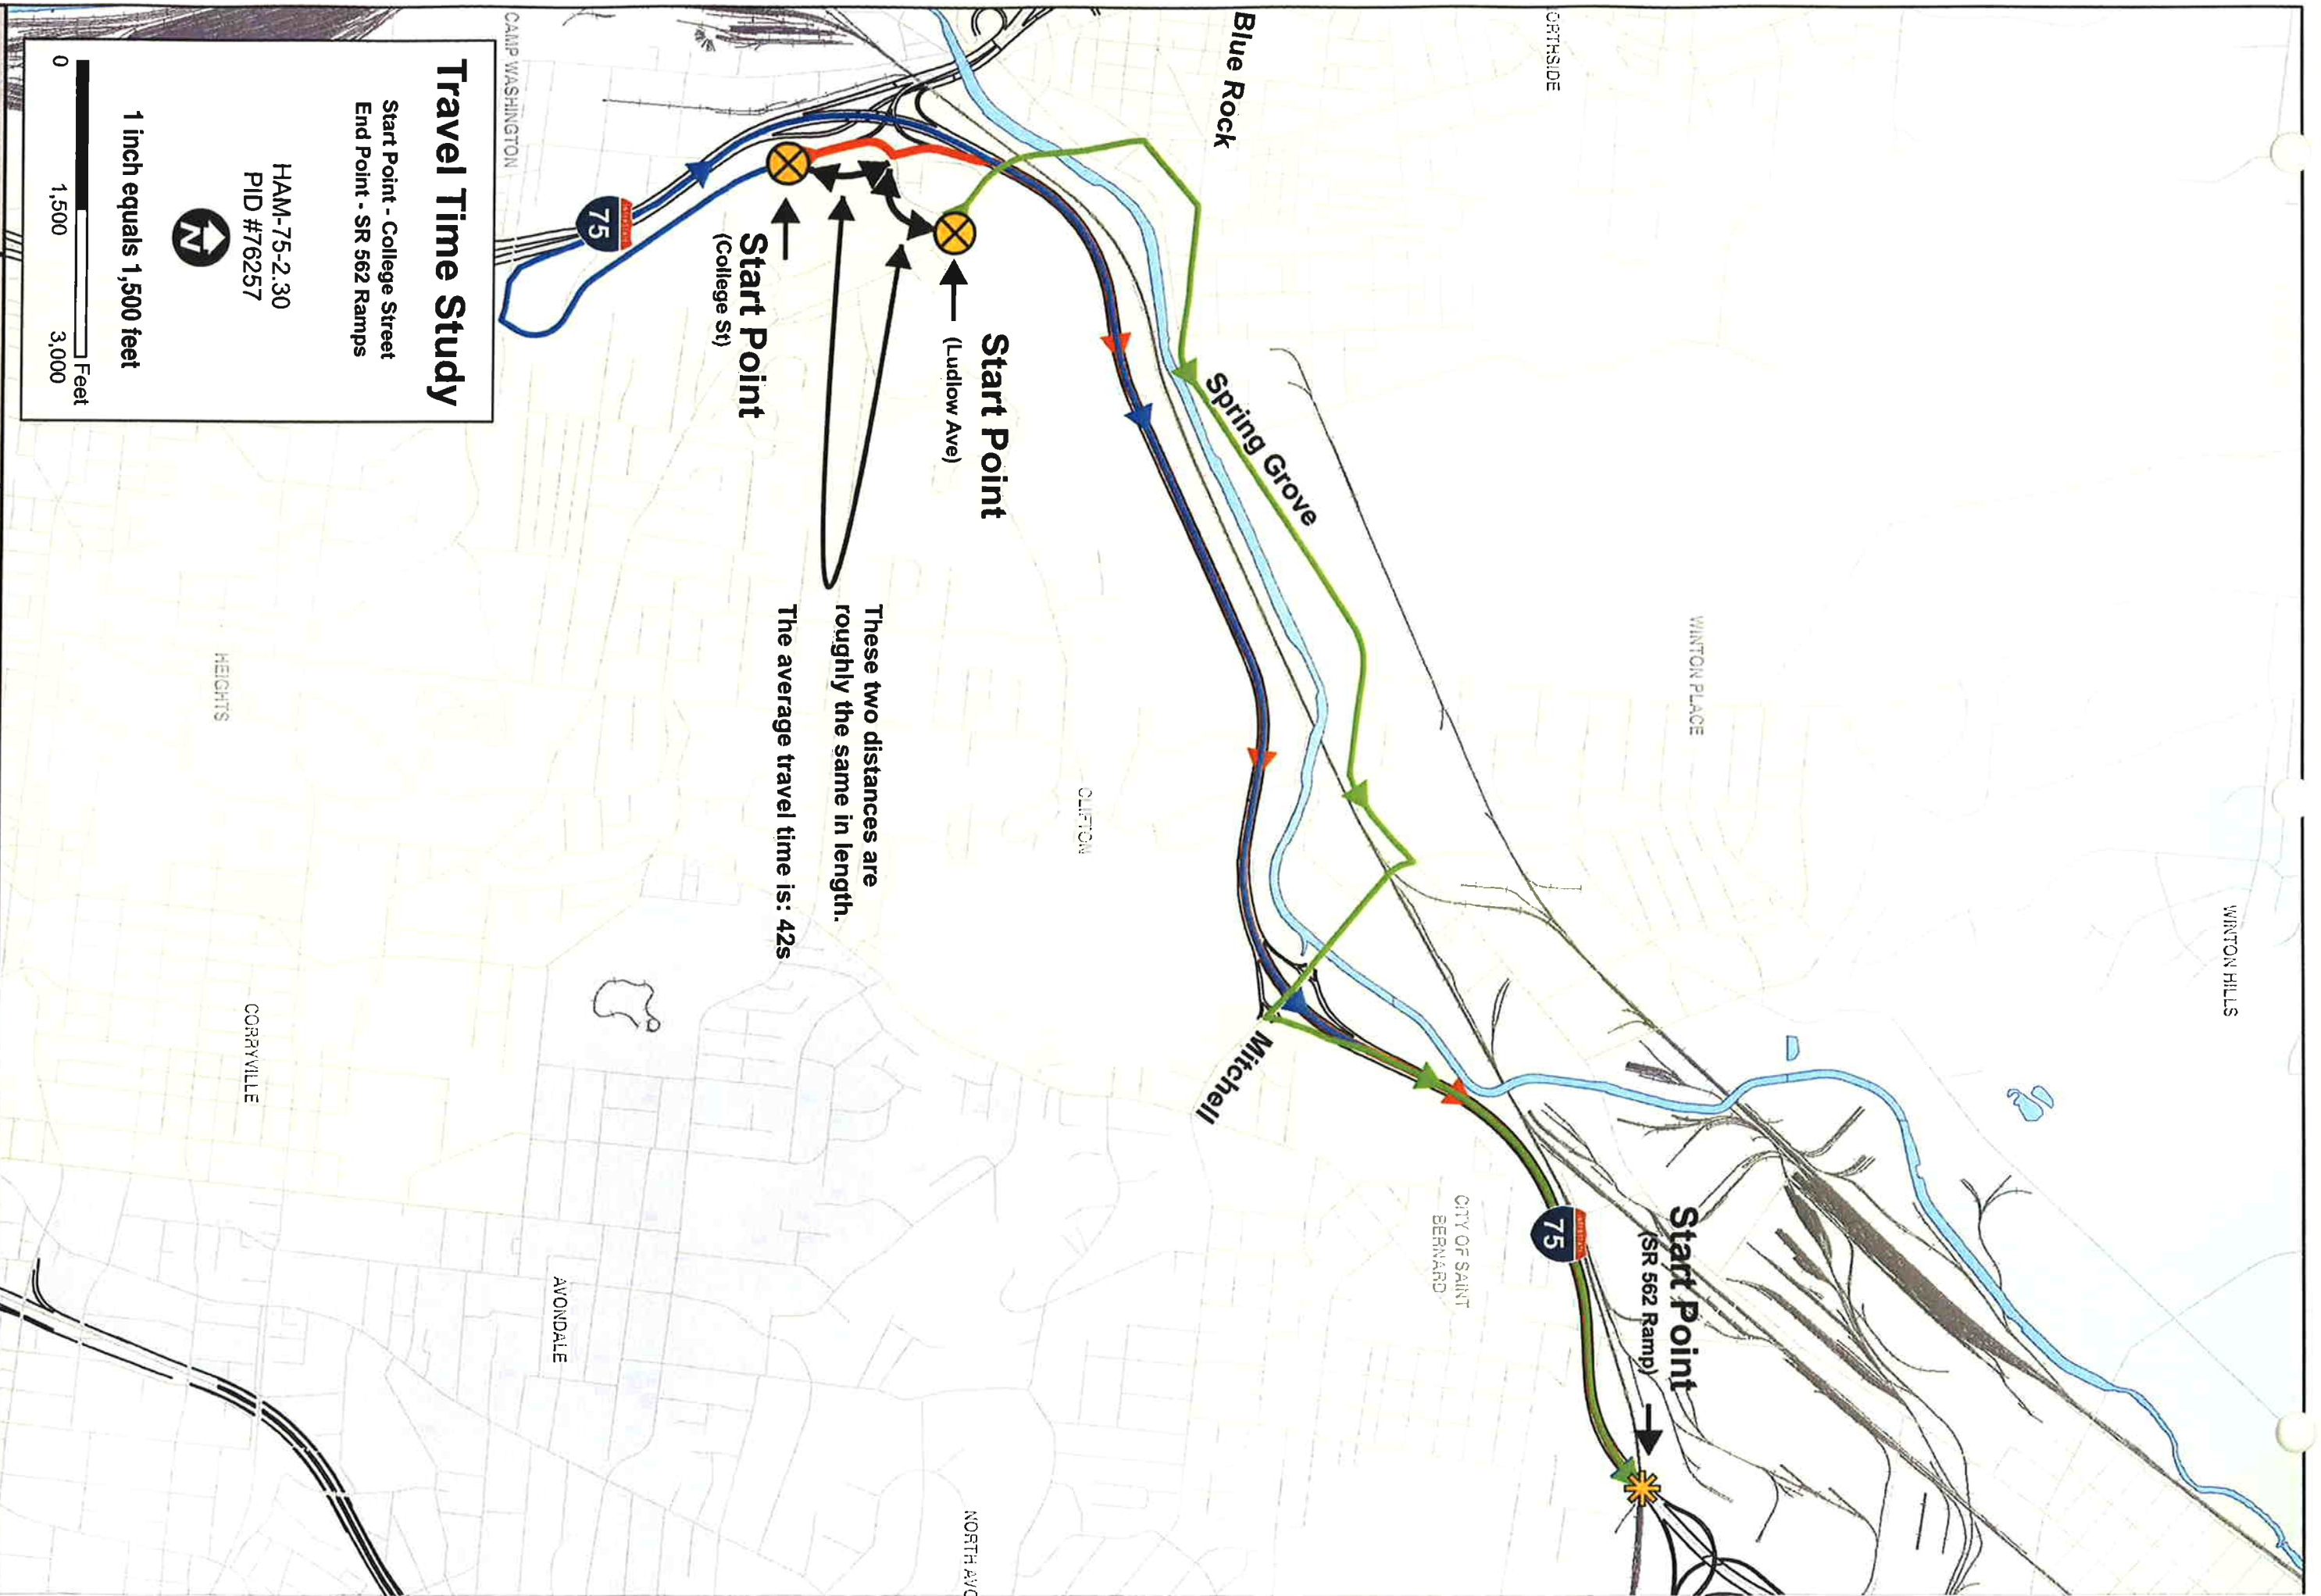 Travel Time Study
Start Point - College Street
End Point - SR 562 Ramps
HAM-75-2.30
PID #76257
N
1 inch equals 1,500 feet
Feet
0 1,500 3,000
Blue Rock
ORTHSIDE
CAMP WASHINGTON
WINTON PLACE
WINTON HILLS
Spring Grove
Start Point
(Ludlow Ave)
Start Point
(College St)
75
These two distances are
roughly the same in length.
The average travel time is: 42s
CLIFTON
HEIGHTS
CORRYVILLE
Mitchell
CITY OF SAINT
BERNARD
75
Start Point
(SR 562 Ramp)
AVONDALE
NORTH AVO